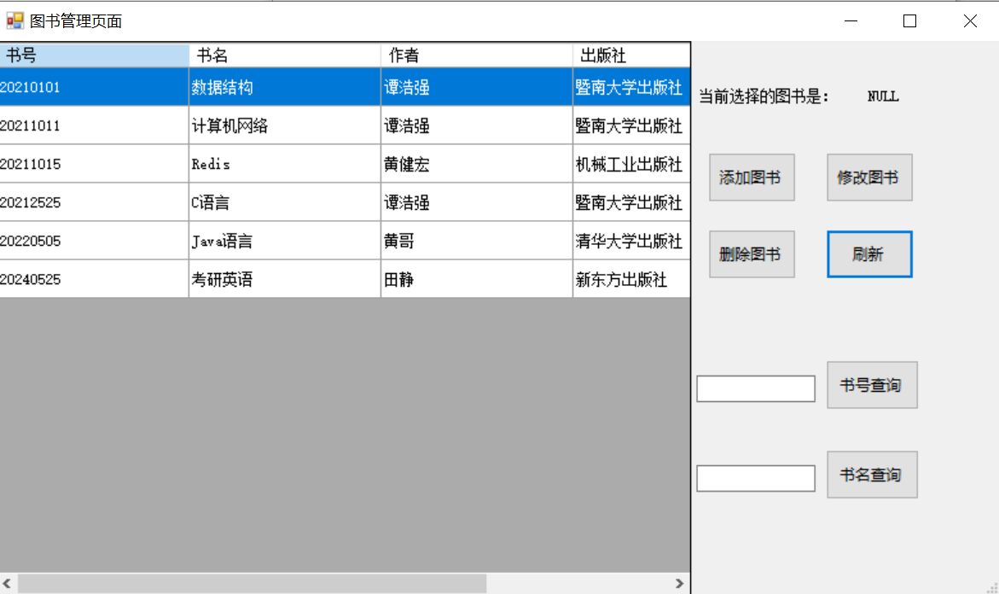 图书管理页面
书号 书名 作者 出版社
20210101 数据结构 谭浩强 暨南大学出版社
20211011 计算机网络 谭浩强 暨南大学出版社
20211015 Redis 黄健宏 机械工业出版社
20212525 C语言 谭浩强 暨南大学出版社
20220505 Java语言 黄哥 清华大学出版社
20240525 考研英语 田静 新东方出版社
当前选择的图书是: NULL
添加图书 修改图书
删除图书 刷新
书号查询
书名查询